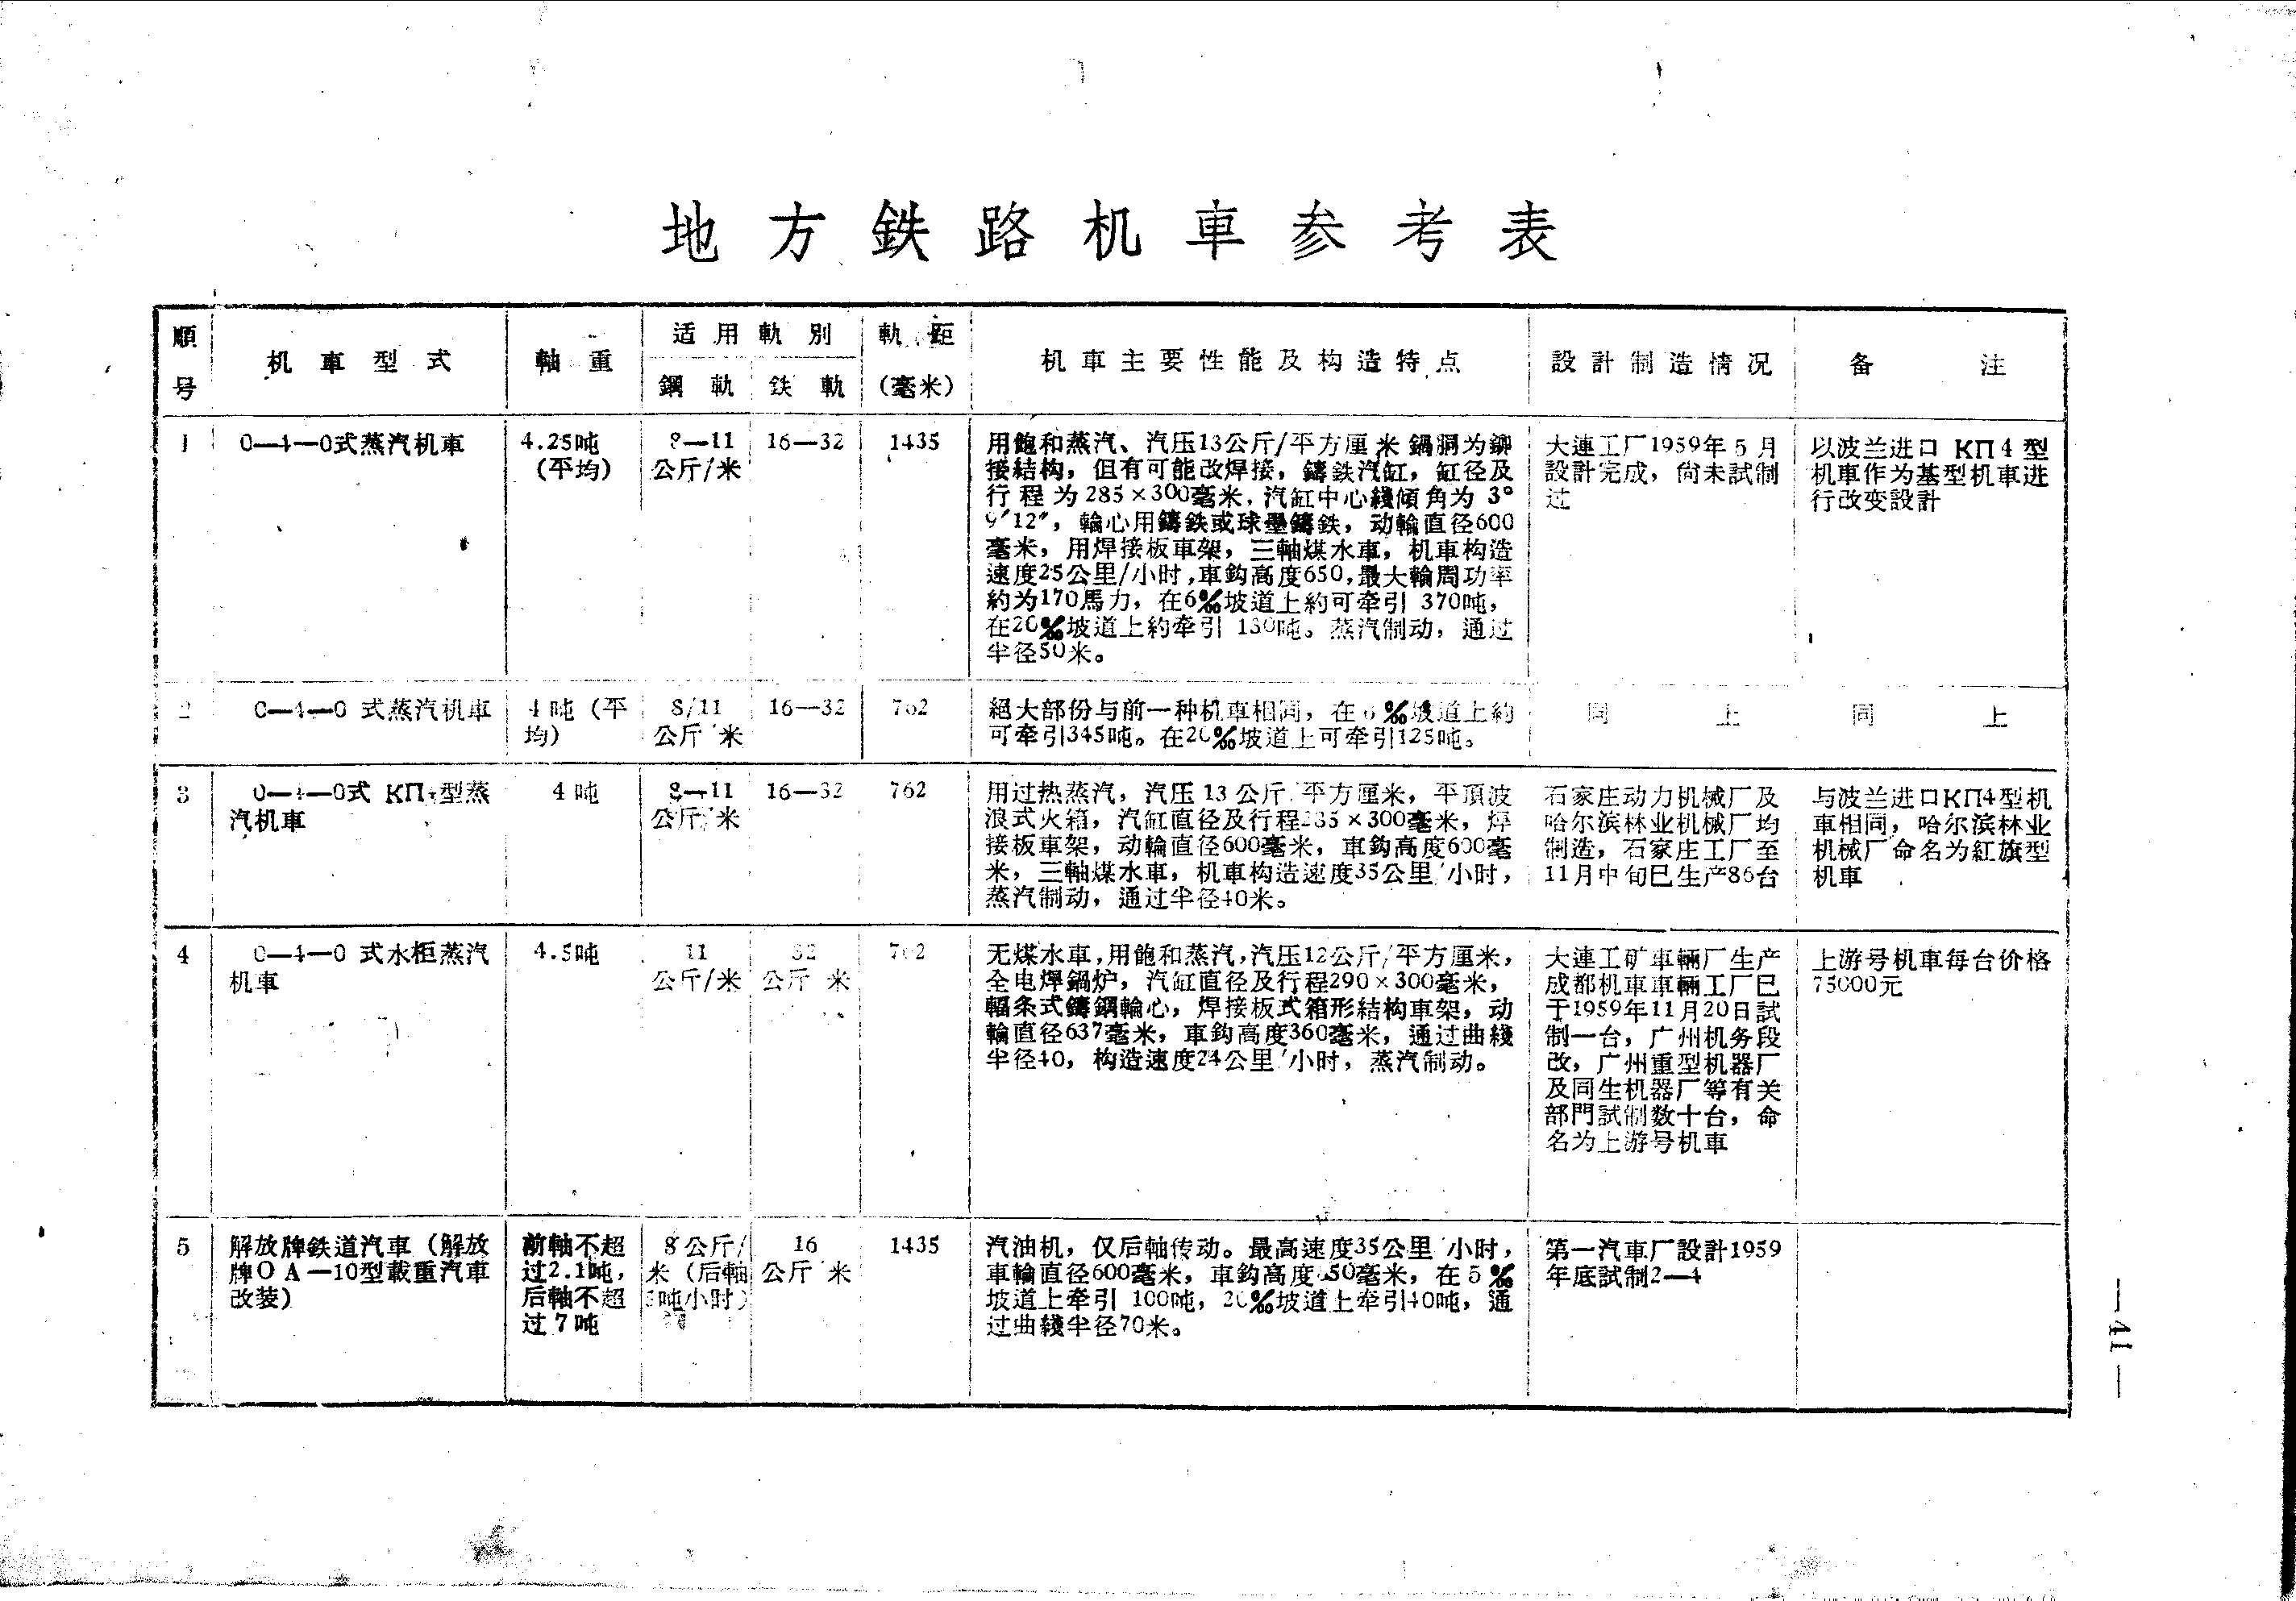 地方鉄路机車参考表
順号
机車型式
軸重
适用軌別
鋼軌
鉄軌
軌距
(毫米)
机車主要性能及构造特点
設計制造情况
备注
1
0—4—0式蒸汽机車
4.25吨
(平均)
8—11
公斤/米
16—32
1435
用飽和蒸汽、汽压13公斤/平方厘米鍋胴为鉚
接結构，但有可能改焊接，鑄鉄汽缸，缸径及
行程为285×300毫米，汽缸中心綫傾角为3°
9′12″，輪心用鑄鉄或球墨鑄鉄，动輪直径600
毫米，用焊接板車架，三軸煤水車，机車构造
速度25公里/小时，車鈎高度650，最大輪周功率
約为170馬力，在6‰坡道上約可牵引370吨，
在20‰坡道上約牵引130吨。蒸汽制动，通过
半径50米。
大連工厂1959年5月
設計完成，尚未試制
过
以波兰进口 КП4 型
机車作为基型机車进
行改变設計
2
0—4—0 式蒸汽机車
4吨（平
均）
8/11
公斤/米
16—32
762
絕大部份与前一种机車相同，在6‰坡道上約
可牵引345吨。在20‰坡道上可牵引125吨。
同上
同上
3
0—4—0式 КП4型蒸
汽机車
4吨
8—11
公斤/米
16—32
762
用过热蒸汽，汽压13公斤/平方厘米，平頂波
浪式火箱，汽缸直径及行程285×300毫米，焊
接板車架，动輪直径600毫米，車鈎高度600毫
米，三軸煤水車，机車构造速度35公里/小时，
蒸汽制动，通过半径40米。
石家庄动力机械厂及
哈尔滨林业机械厂均
制造，石家庄工厂至
11月中旬已生产86台
与波兰进口КП4型机
車相同，哈尔滨林业
机械厂命名为紅旗型
机車
4
0—4—0 式水柜蒸汽
机車
4.5吨
11
公斤/米
32
公斤/米
762
无煤水車，用飽和蒸汽，汽压12公斤/平方厘米，
全电焊鍋炉，汽缸直径及行程290×300毫米，
輻条式鑄鋼輪心，焊接板式箱形結构車架，动
輪直径637毫米，車鈎高度360毫米，通过曲綫
半径40，构造速度24公里/小时，蒸汽制动。
大連工矿車輛厂生产
成都机車車輛工厂已
于1959年11月20日試
制一台，广州机务段
改，广州重型机器厂
及同生机器厂等有关
部門試制数十台，命
名为上游号机車
上游号机車每台价格
75000元
5
解放牌鉄道汽車（解放
牌ＯＡ—10型載重汽車
改装）
前軸不超
过2.1吨，
后軸不超
过7吨
8公斤/
米（后軸
吨小时）
16
公斤/米
1435
汽油机，仅后軸传动。最高速度35公里/小时，
車輪直径600毫米，車鈎高度50毫米，在5‰
坡道上牵引100吨，20‰坡道上牵引40吨，通
过曲綫半径70米。
第一汽車厂設計1959
年底試制2—4
—41—